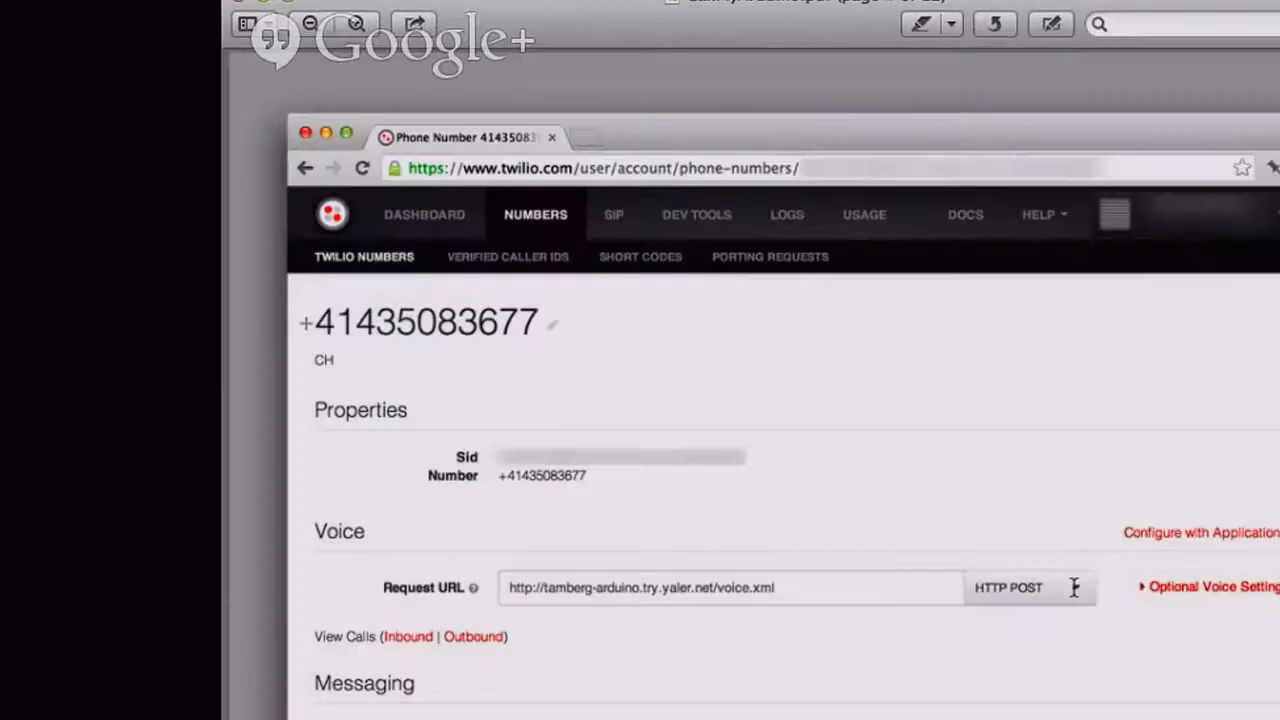 Google+
Phone Number 41435083
https://www.twilio.com/user/account/phone-numbers/
DASHBOARD NUMBERS SIP DEV TOOLS LOGS USAGE DOCS HELP
TWILIO NUMBERS VERIFIED CALLER IDS SHORT CODES PORTING REQUESTS
+41435083677
CH
Properties
Sid
Number +41435083677
Voice
Configure with Application
Request URL http://tamberg-arduino.try.yaler.net/voice.xml HTTP POST Optional Voice Setting
View Calls (Inbound | Outbound)
Messaging